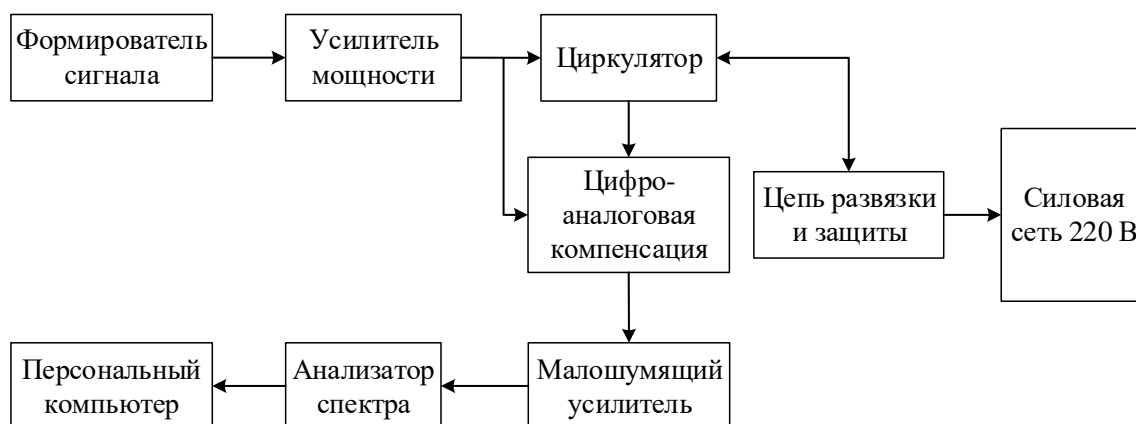 Формирователь
сигнала
Усилитель
мощности
Циркулятор
Цифро-
аналоговая
компенсация
Цепь развязки
и защиты
Силовая
сеть 220 В
Персональный
компьютер
Анализатор
спектра
Малошумящий
усилитель